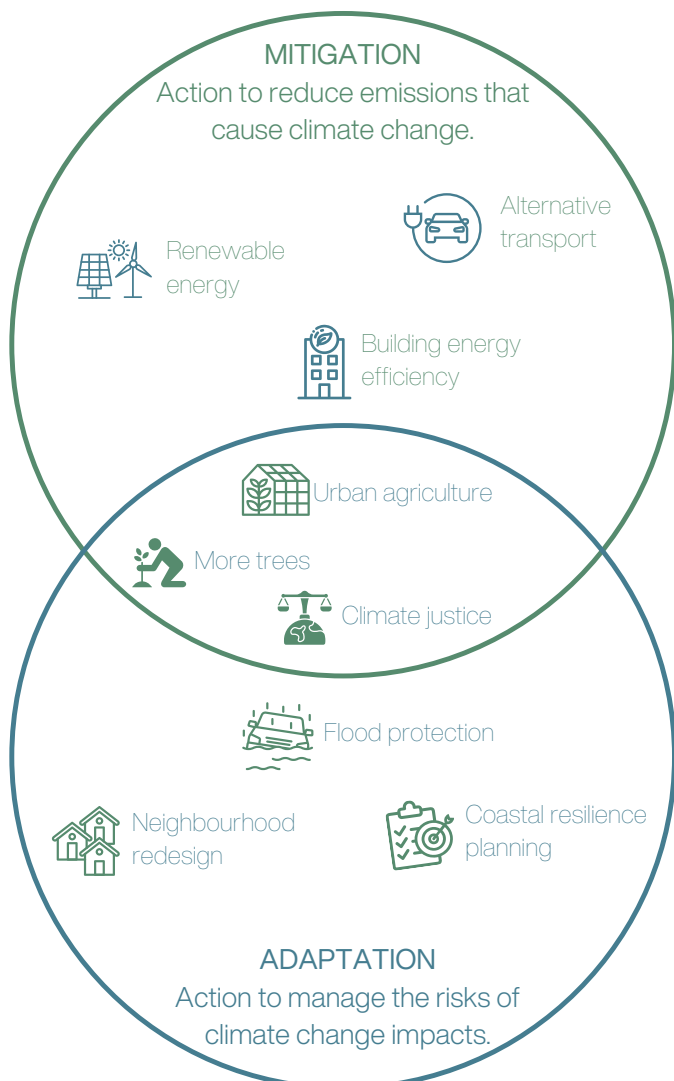 MITIGATION
Action to reduce emissions that
cause climate change.
Alternative
transport
Renewable
energy
Building energy
efficiency
Urban agriculture
More trees
Climate justice
Flood protection
Neighbourhood
redesign
Coastal resilience
planning
ADAPTATION
Action to manage the risks of
climate change impacts.